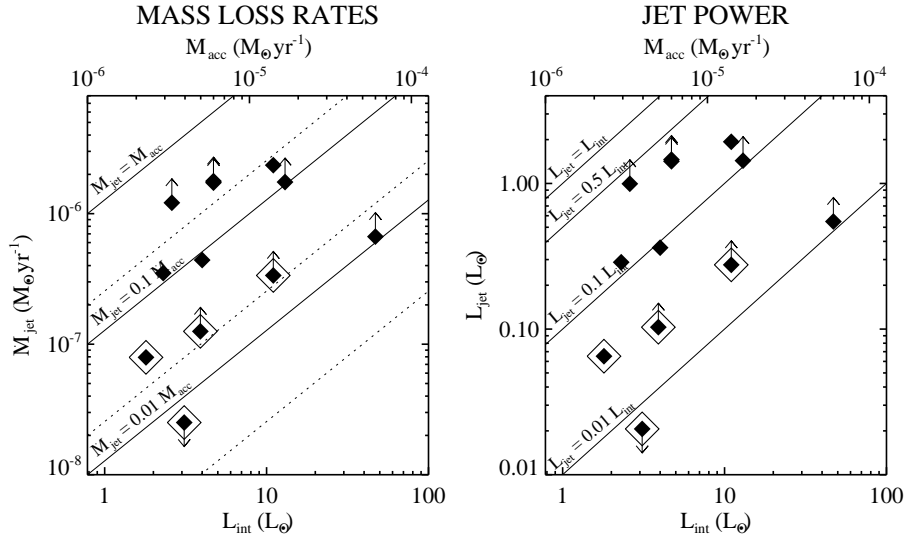 MASS LOSS RATES
M_acc (M_⊙ yr^-1)
10^-6 10^-5 10^-4
M_jet (M_⊙ yr^-1)
10^-6
10^-7
10^-8
M_jet = M_acc
M_jet = 0.1 M_acc
M_jet = 0.01 M_acc
1 10 100
L_int (L_⊙)
JET POWER
M_acc (M_⊙ yr^-1)
10^-6 10^-5 10^-4
L_jet (L_⊙)
1.00
0.10
0.01
L_jet = L_int
L_jet = 0.5 L_int
L_jet = 0.1 L_int
L_jet = 0.01 L_int
1 10 100
L_int (L_⊙)